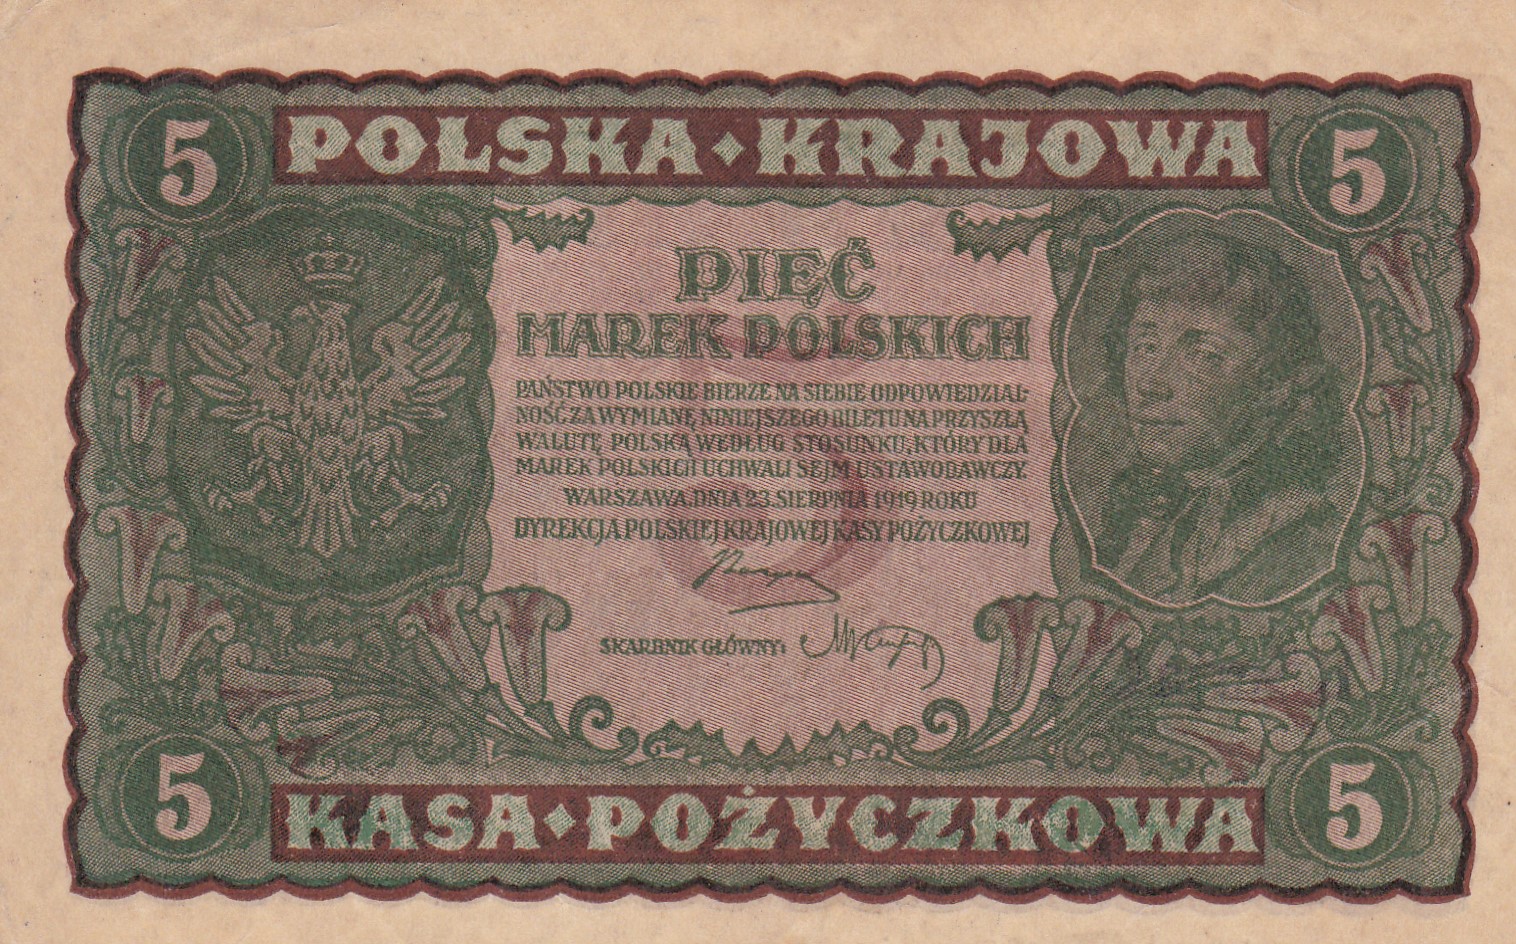 5 POLSKA · KRAJOWA 5
PIĘĆ
MAREK POLSKICH
PAŃSTWO POLSKIE BIERZE NA SIEBIE ODPOWIEDZIAL-
NOŚĆ ZA WYMIANĘ NINIEJSZEGO BILETU NA PRZYSZŁĄ
WALUTĘ POLSKĄ WEDŁUG STOSUNKU, KTÓRY DLA
MAREK POLSKICH UCHWALI SEJM USTAWODAWCZY.
WARSZAWA, DNIA 23 SIERPNIA 1919 ROKU
DYREKCJA POLSKIEJ KRAJOWEJ KASY POŻYCZKOWEJ
SKARBNIK GŁÓWNY:
5 KASA · POŻYCZKOWA 5